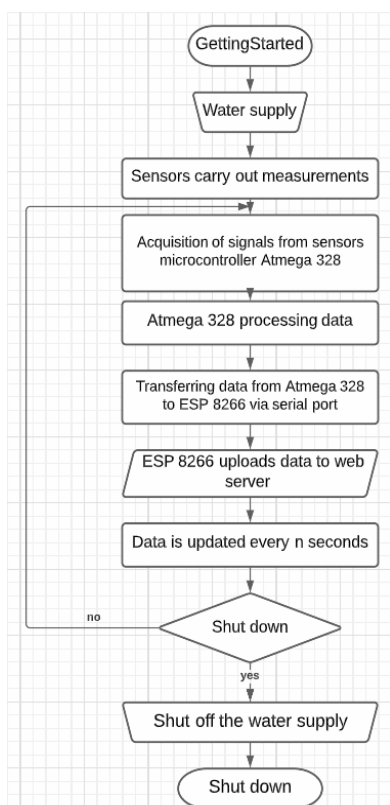 GettingStarted
Water supply
Sensors carry out measurements
Acquisition of signals from sensors
microcontroller Atmega 328
Atmega 328 processing data
Transferring data from Atmega 328
to ESP 8266 via serial port
ESP 8266 uploads data to web
server
Data is updated every n seconds
no
Shut down
yes
Shut off the water supply
Shut down